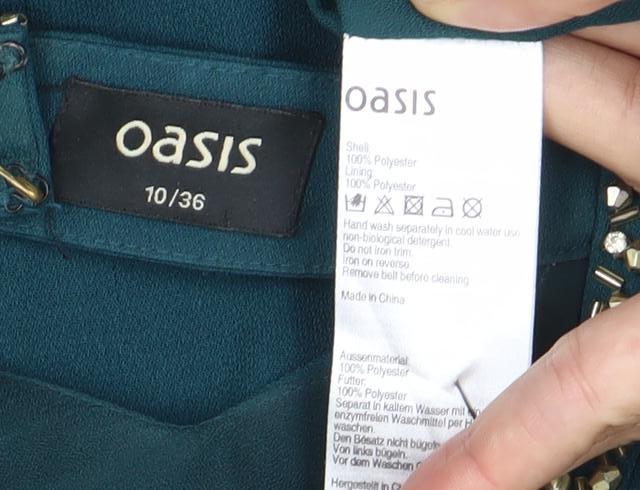 oasis
10/36
oasis
Shell:
100% Polyester
Lining:
100% Polyester
Hand wash separately in cool water use
non-biological detergent.
Do not iron trim.
Iron on reverse.
Remove belt before cleaning
Made in China
Aussenmaterial:
100% Polyester
Futter:
100% Polyester
Separat in kaltem Wasser mit
enzymfreien Waschmittel per
waschen.
Den Besatz nicht bügeln
Von links bügeln.
Vor dem Waschen
Hergestellt in